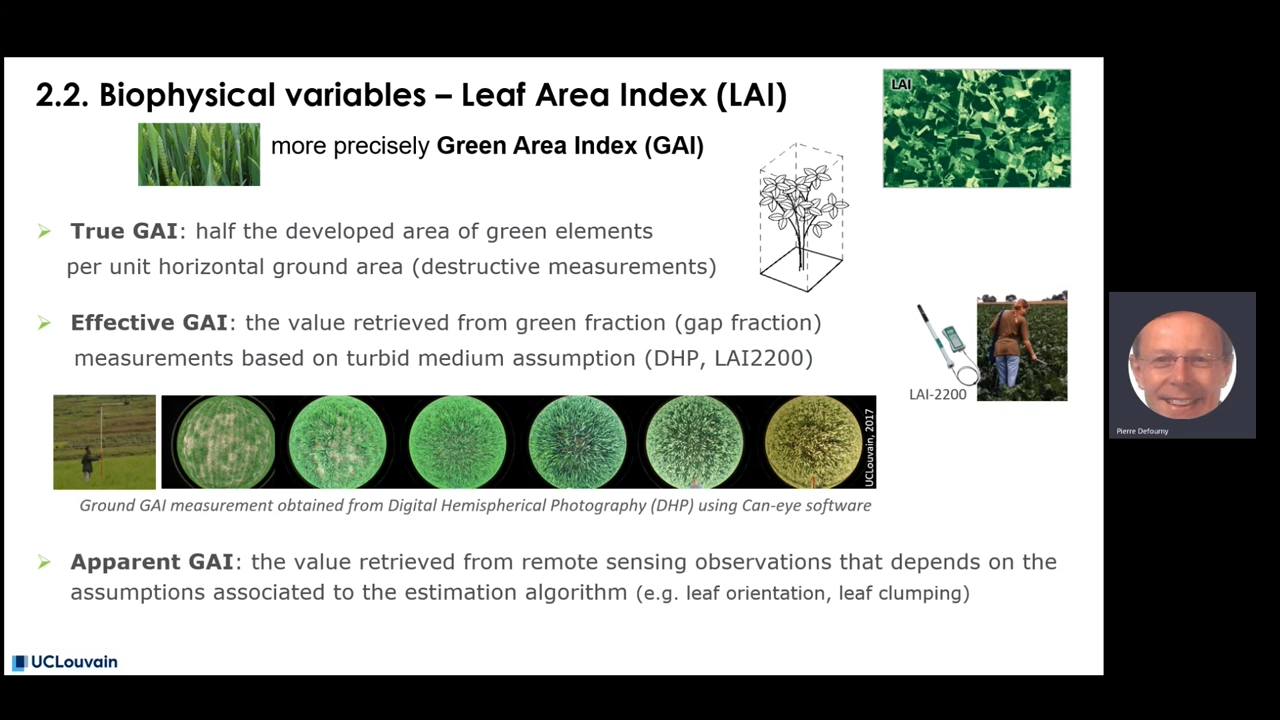 2.2. Biophysical variables – Leaf Area Index (LAI)
LAI
more precisely Green Area Index (GAI)
True GAI: half the developed area of green elements
per unit horizontal ground area (destructive measurements)
Effective GAI: the value retrieved from green fraction (gap fraction)
measurements based on turbid medium assumption (DHP, LAI2200)
LAI-2200
UCLouvain, 2017
Ground GAI measurement obtained from Digital Hemispherical Photography (DHP) using Can-eye software
Apparent GAI: the value retrieved from remote sensing observations that depends on the
assumptions associated to the estimation algorithm (e.g. leaf orientation, leaf clumping)
UCLouvain
Pierre Defourny